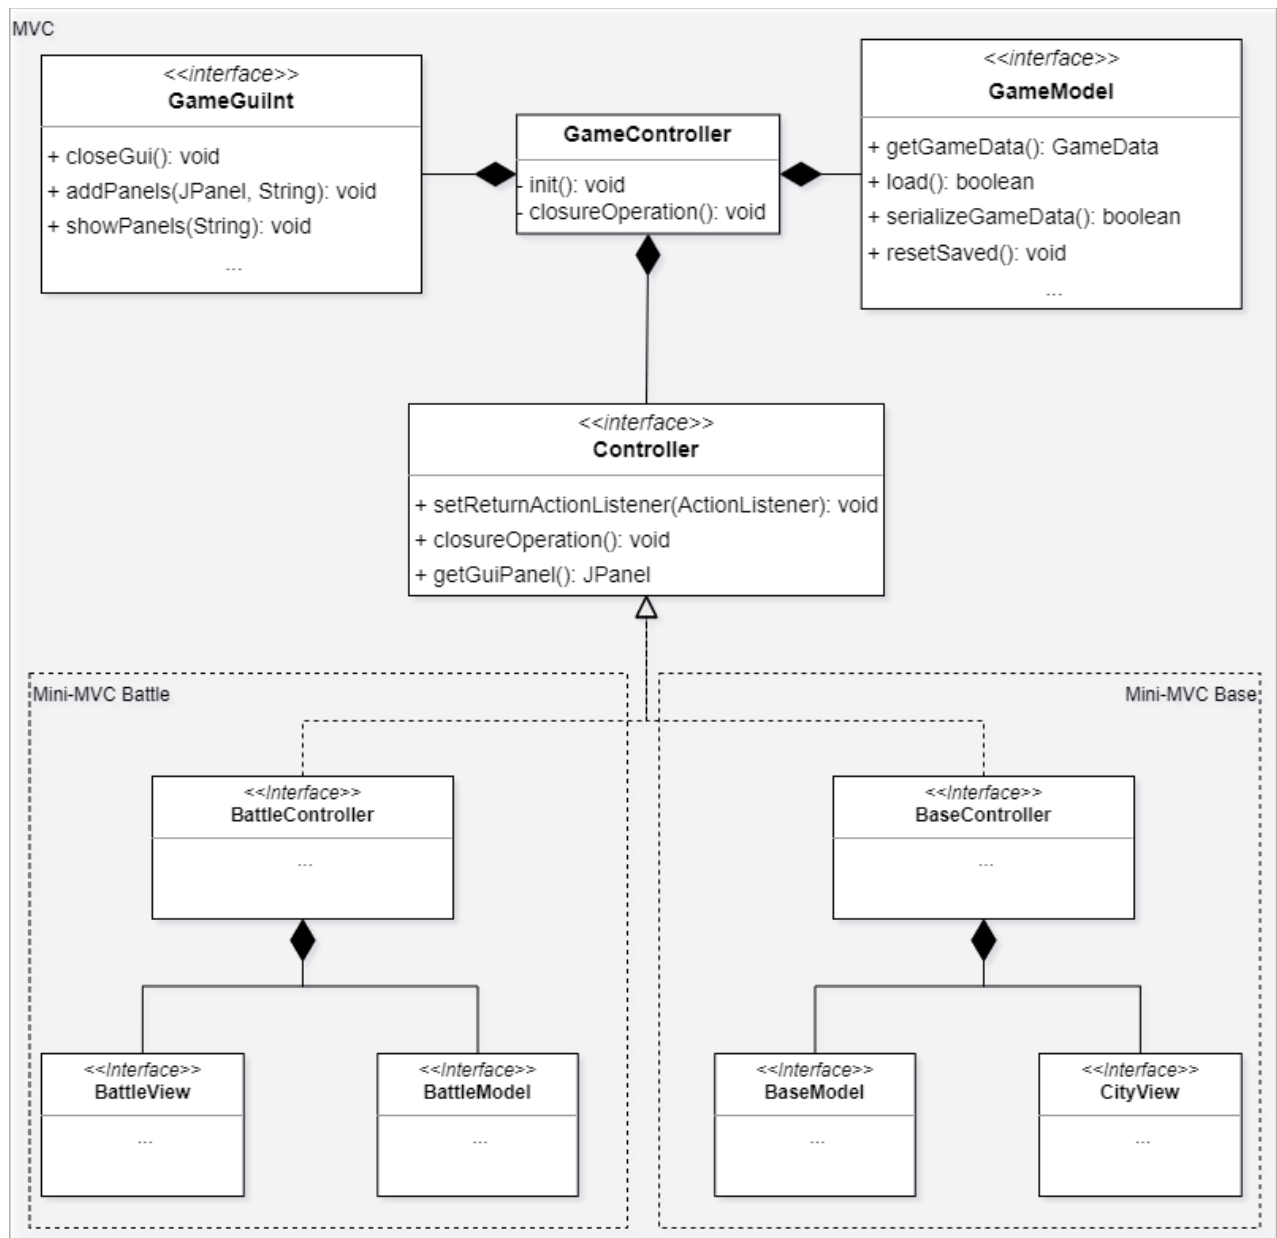 MVC
<<interface>>
GameGuiInt
+ closeGui(): void
+ addPanels(JPanel, String): void
+ showPanels(String): void
...
GameController
- init(): void
- closureOperation(): void
<<interface>>
GameModel
+ getGameData(): GameData
+ load(): boolean
+ serializeGameData(): boolean
+ resetSaved(): void
...
<<interface>>
Controller
+ setReturnActionListener(ActionListener): void
+ closureOperation(): void
+ getGuiPanel(): JPanel
Mini-MVC Battle
<<Interface>>
BattleController
...
<<Interface>>
BattleView
...
<<Interface>>
BattleModel
...
Mini-MVC Base
<<Interface>>
BaseController
...
<<Interface>>
BaseModel
...
<<Interface>>
CityView
...